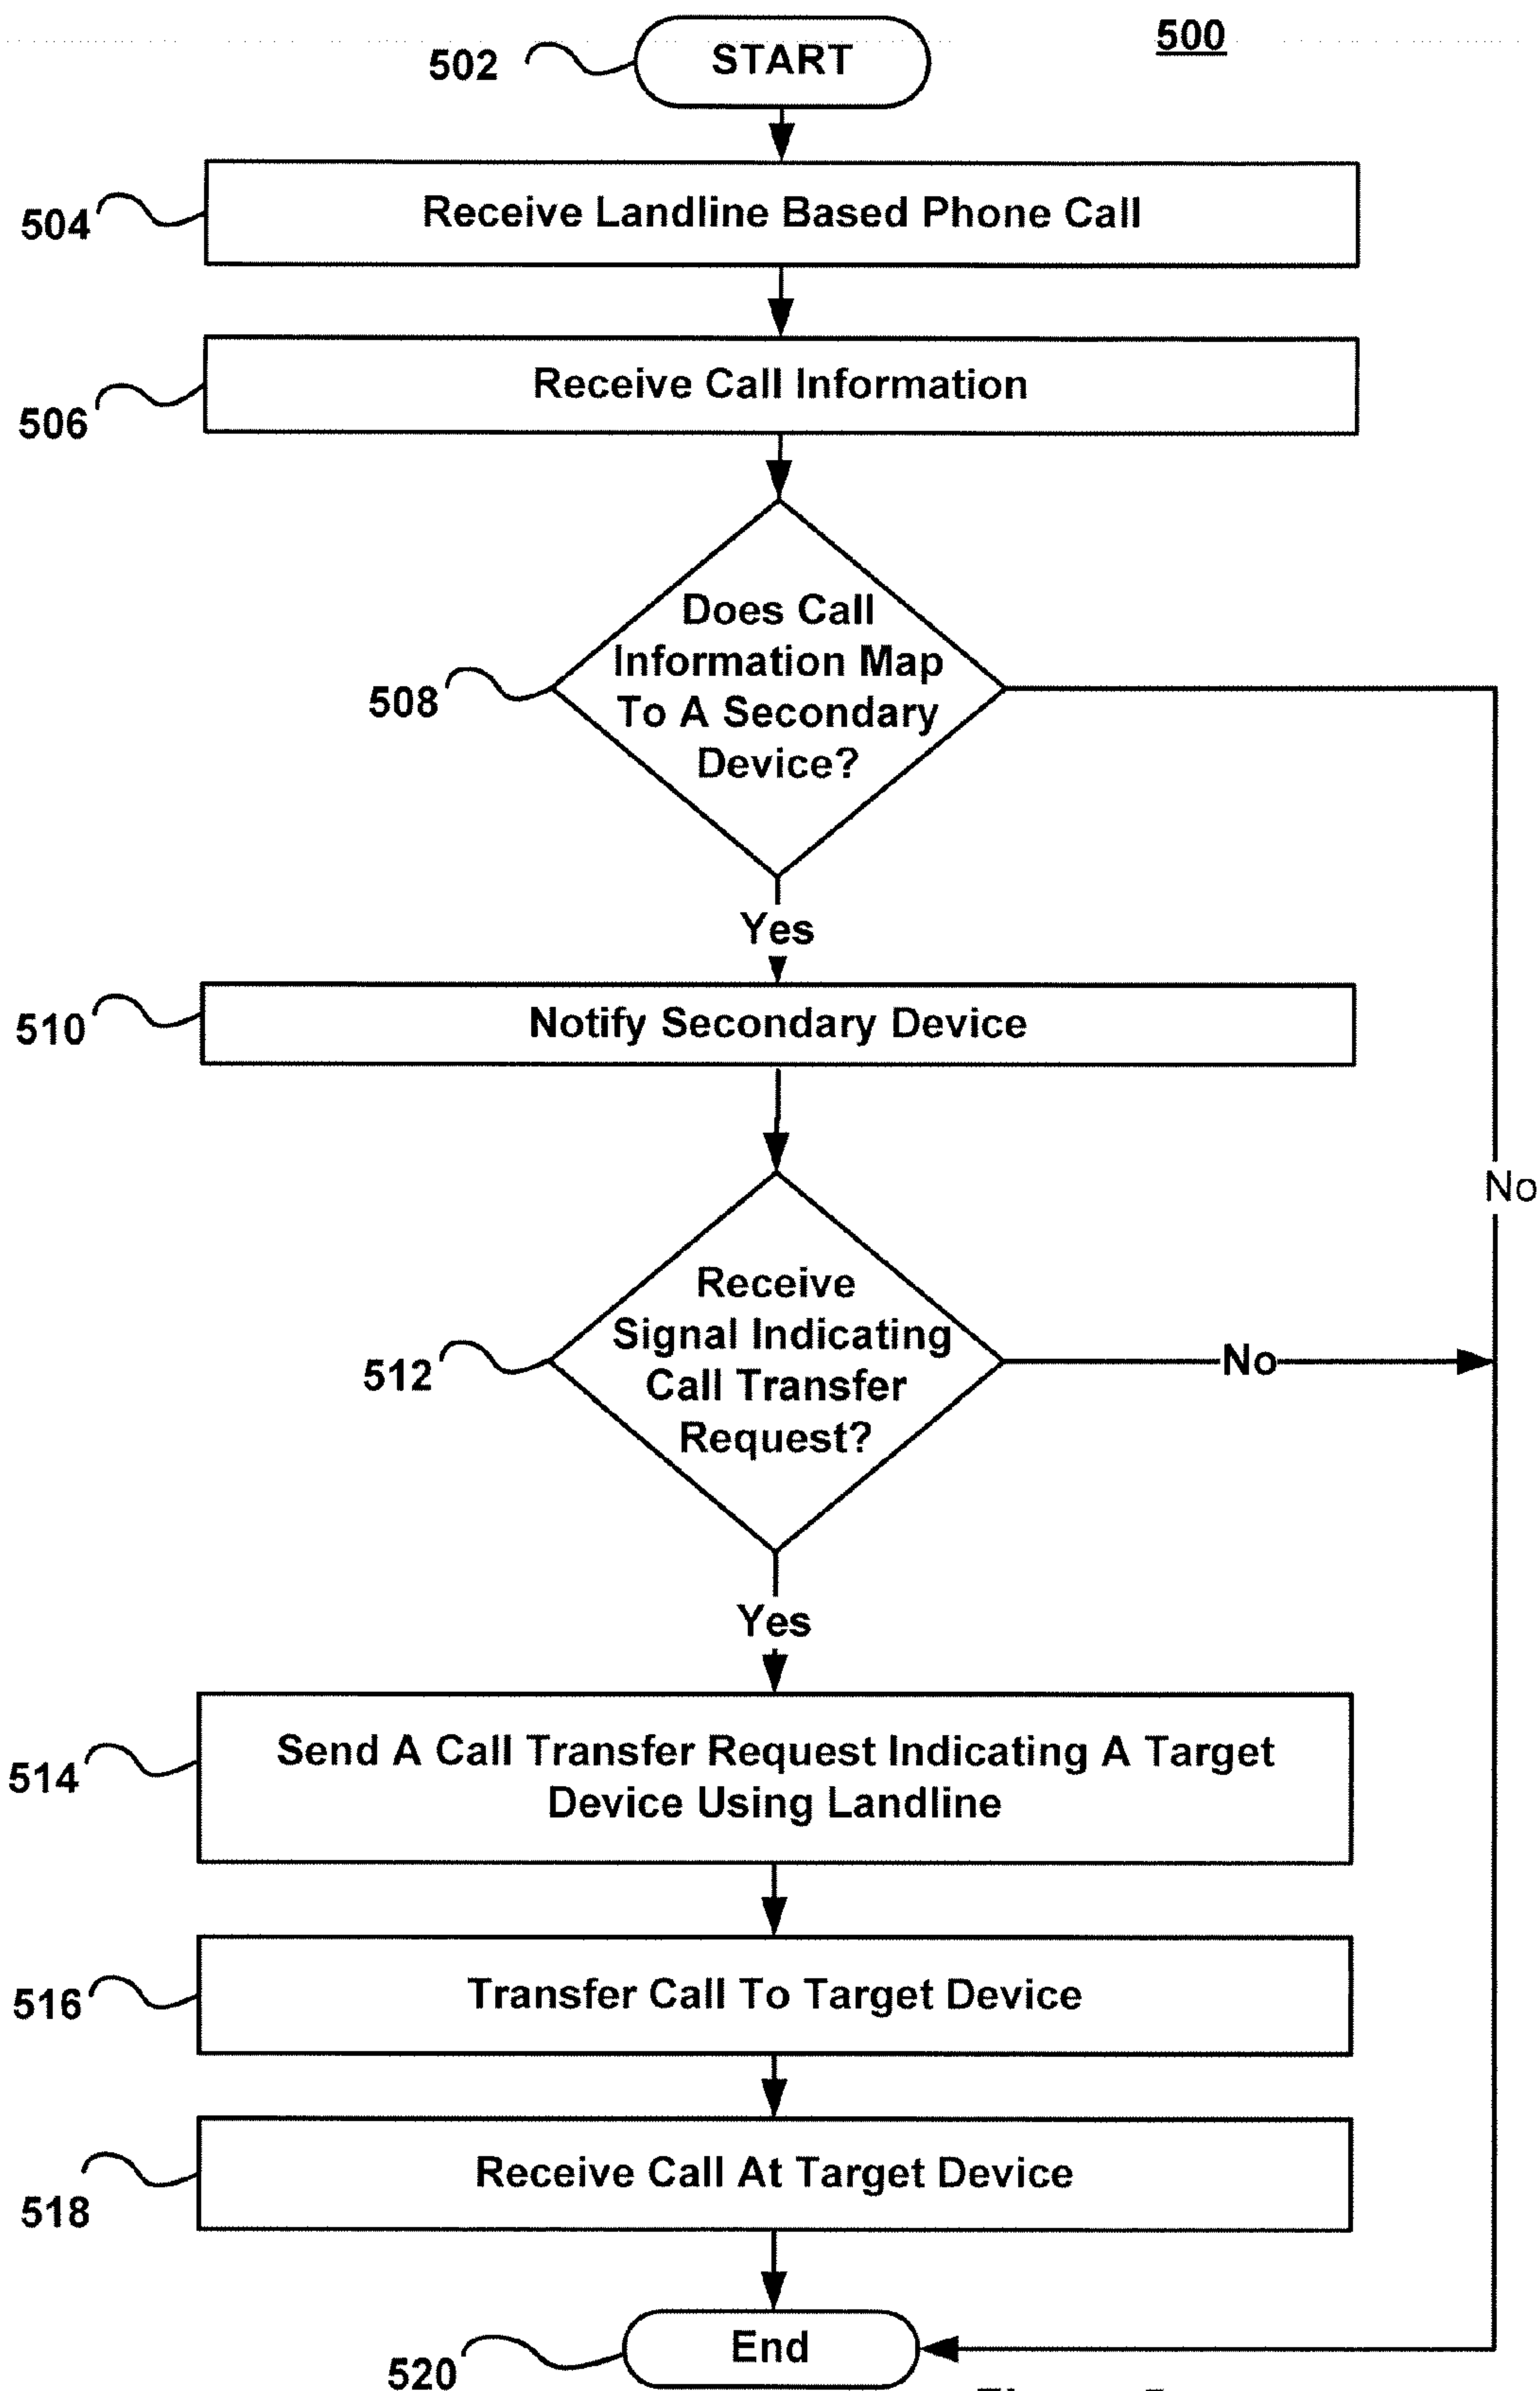 500
502
START
504
Receive Landline Based Phone Call
506
Receive Call Information
508
Does Call
Information Map
To A Secondary
Device?
Yes
510
Notify Secondary Device
No
512
Receive
Signal Indicating
Call Transfer
Request?
No
Yes
514
Send A Call Transfer Request Indicating A Target
Device Using Landline
516
Transfer Call To Target Device
518
Receive Call At Target Device
520
End